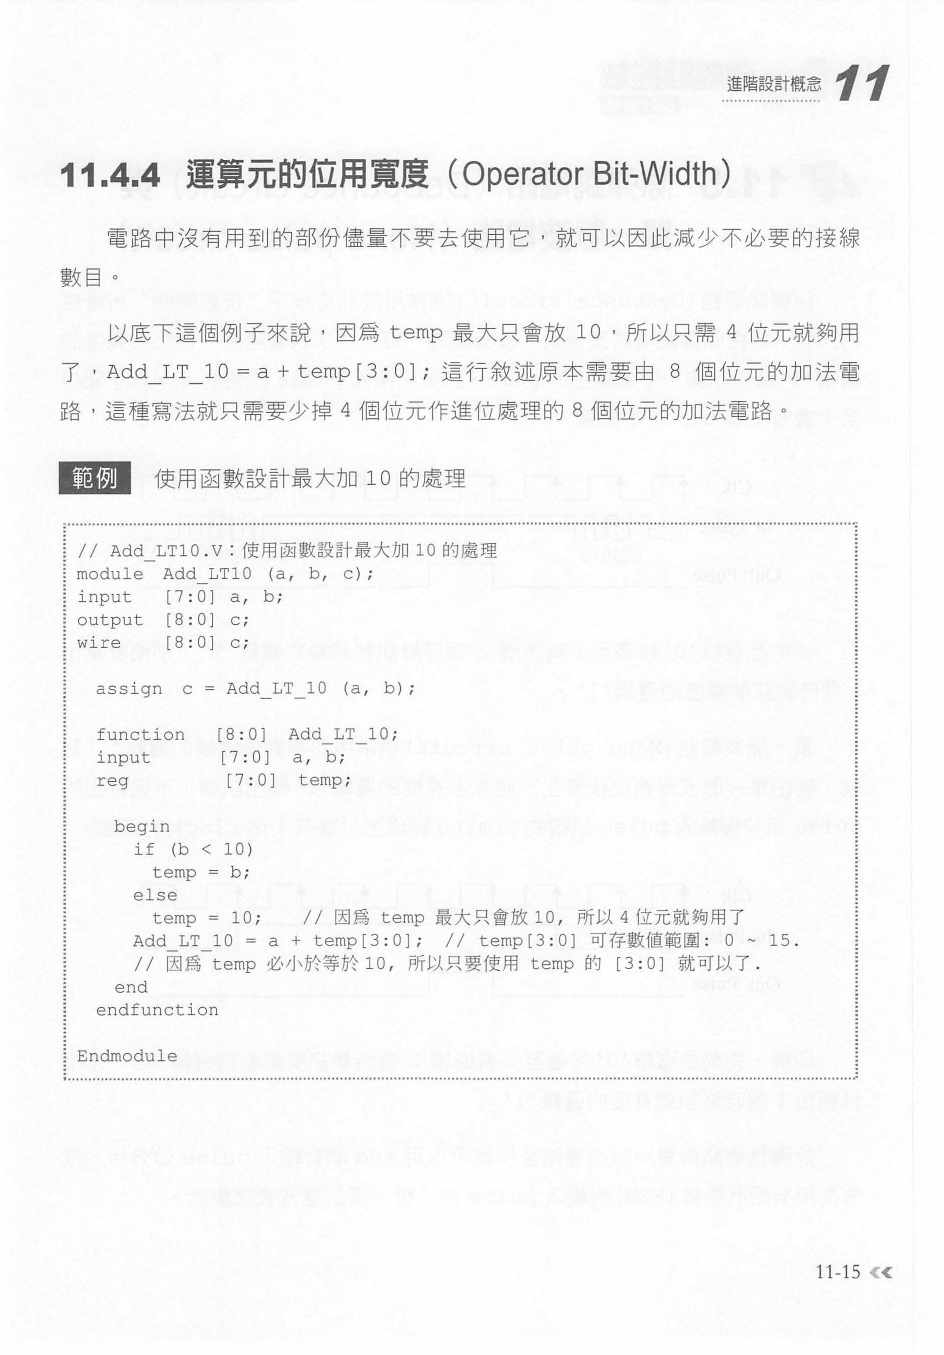 進階設計概念 11
11.4.4 運算元的位用寬度（Operator Bit-Width）
電路中沒有用到的部份儘量不要去使用它，就可以因此減少不必要的接線
數目。
以底下這個例子來說，因為 temp 最大只會放 10，所以只需 4 位元就夠用
了，Add_LT_10 = a + temp[3:0]; 這行敘述原本需要由 8 個位元的加法電
路，這種寫法就只需要少掉 4 個位元作進位處理的 8 個位元的加法電路。
範例 使用函數設計最大加 10 的處理
// Add_LT10.V：使用函數設計最大加 10 的處理
module Add_LT10 (a, b, c);
input [7:0] a, b;
output [8:0] c;
wire [8:0] c;
assign c = Add_LT_10 (a, b);
function [8:0] Add_LT_10;
input [7:0] a, b;
reg [7:0] temp;
begin
if (b < 10)
temp = b;
else
temp = 10; // 因為 temp 最大只會放 10, 所以 4 位元就夠用了
Add_LT_10 = a + temp[3:0]; // temp[3:0] 可存數值範圍: 0 ~ 15.
// 因為 temp 必小於等於 10, 所以只要使用 temp 的 [3:0] 就可以了.
end
endfunction
Endmodule
11-15